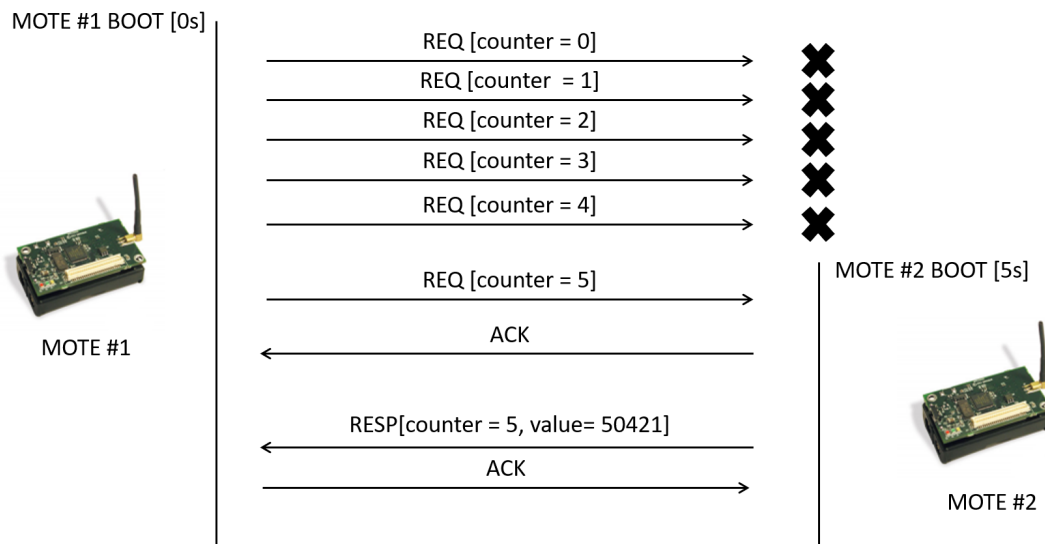 MOTE #1 BOOT [0s]
REQ [counter = 0]
REQ [counter  = 1]
REQ [counter = 2]
REQ [counter = 3]
REQ [counter = 4]
MOTE #2 BOOT [5s]
REQ [counter = 5]
ACK
MOTE #1
RESP[counter = 5, value= 50421]
ACK
MOTE #2